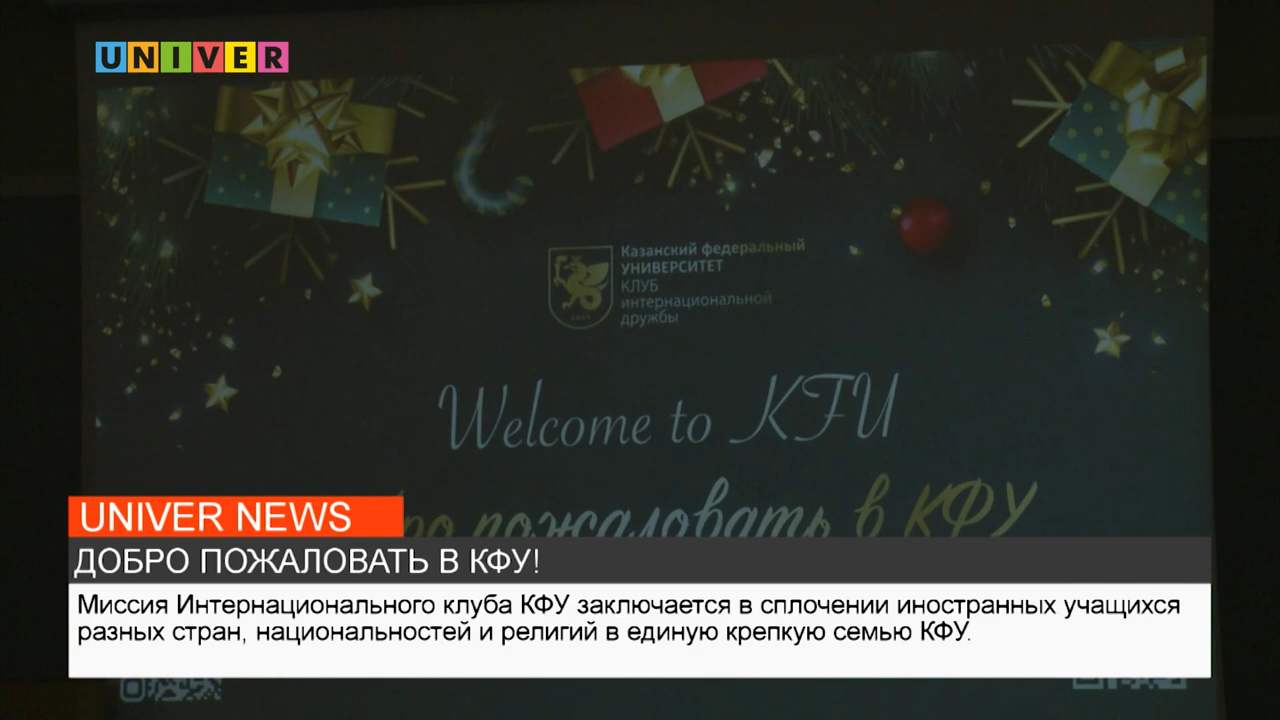 UNIVER
Казанский федеральный
УНИВЕРСИТЕТ
КЛУБ
интернациональной
дружбы
Welcome to KFU
пожаловать в КФУ
UNIVER NEWS
ДОБРО ПОЖАЛОВАТЬ В КФУ!
Миссия Интернационального клуба КФУ заключается в сплочении иностранных учащихся
разных стран, национальностей и религий в единую крепкую семью КФУ.